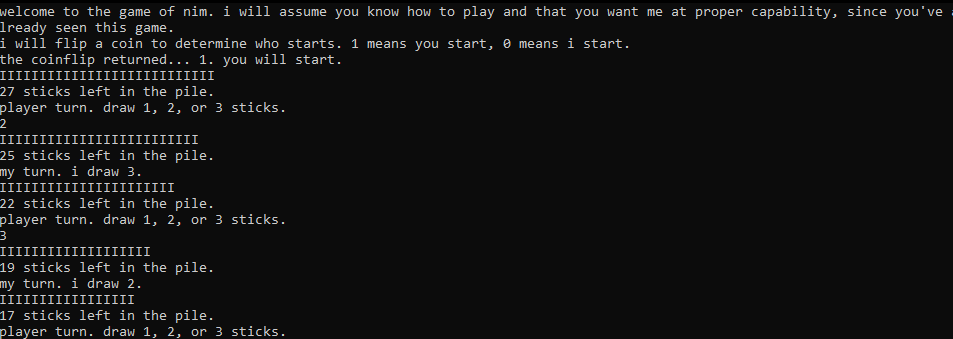 welcome to the game of nim. i will assume you know how to play and that you want me at proper capability, since you've a
lready seen this game.
i will flip a coin to determine who starts. 1 means you start, 0 means i start.
the coinflip returned... 1. you will start.
IIIIIIIIIIIIIIIIIIIIIIIIIII
27 sticks left in the pile.
player turn. draw 1, 2, or 3 sticks.
2
IIIIIIIIIIIIIIIIIIIIIIIII
25 sticks left in the pile.
my turn. i draw 3.
IIIIIIIIIIIIIIIIIIIIII
22 sticks left in the pile.
player turn. draw 1, 2, or 3 sticks.
3
IIIIIIIIIIIIIIIIIII
19 sticks left in the pile.
my turn. i draw 2.
IIIIIIIIIIIIIIIII
17 sticks left in the pile.
player turn. draw 1, 2, or 3 sticks.